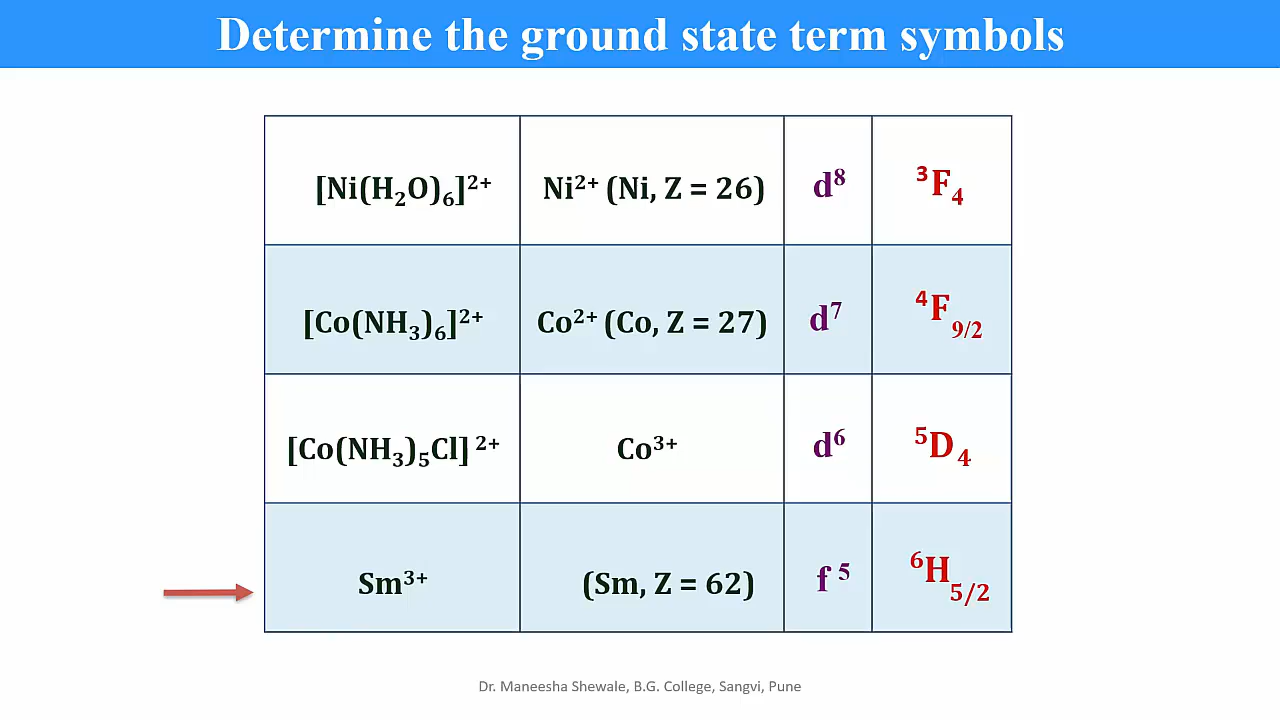 Determine the ground state term symbols
[Ni(H₂O)₆]²⁺ Ni²⁺ (Ni, Z = 26) d⁸ ³F₄
[Co(NH₃)₆]²⁺ Co²⁺ (Co, Z = 27) d⁷ ⁴F₉/₂
[Co(NH₃)₅Cl] ²⁺ Co³⁺ d⁶ ⁵D₄
Sm³⁺ (Sm, Z = 62) f ⁵ ⁶H₅/₂
Dr. Maneesha Shewale, B.G. College, Sangvi, Pune